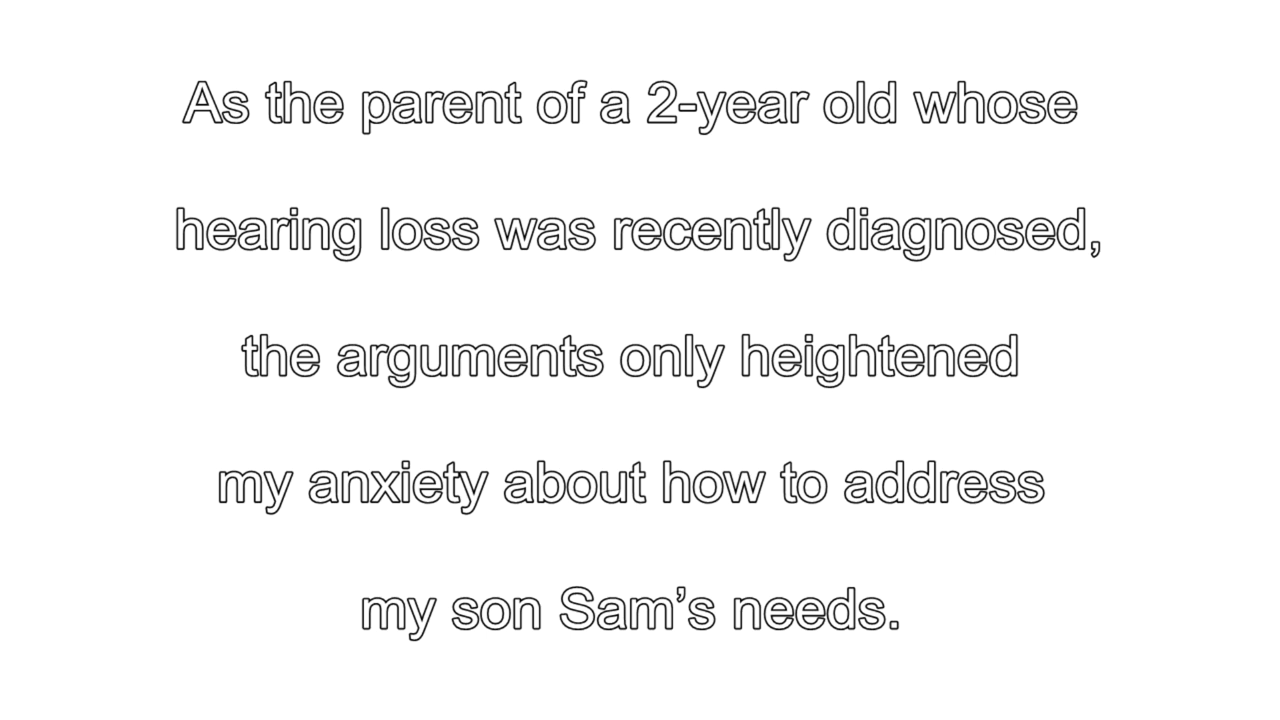 As the parent of a 2-year old whose
hearing loss was recently diagnosed,
the arguments only heightened
my anxiety about how to address
my son Sam’s needs.